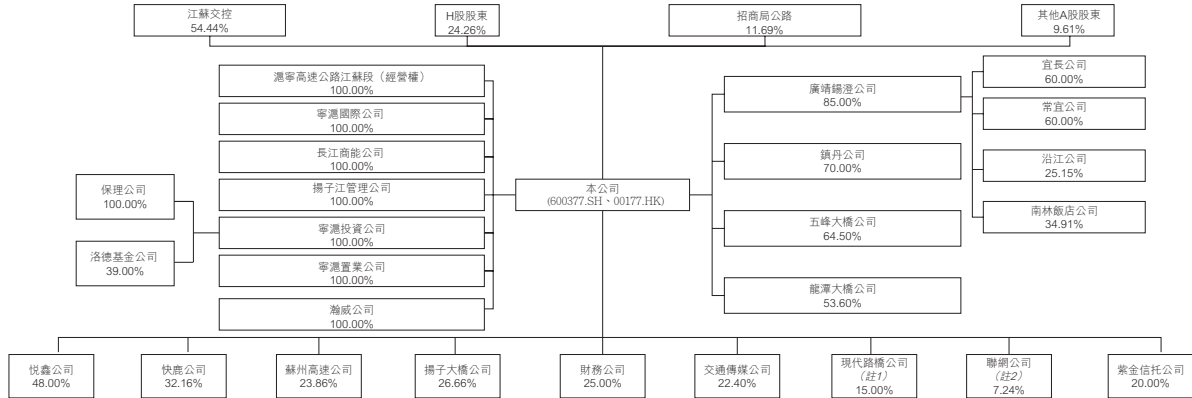 江蘇交控
54.44%
H股股東
24.26%
招商局公路
11.69%
其他A股股東
9.61%
滬寧高速公路江蘇段（經營權）
100.00%
寧滬國際公司
100.00%
長江商能公司
100.00%
揚子江管理公司
100.00%
寧滬投資公司
100.00%
寧滬置業公司
100.00%
瀚威公司
100.00%
保理公司
100.00%
洛德基金公司
39.00%
本公司
(600377.SH、00177.HK)
廣靖錫澄公司
85.00%
鎮丹公司
70.00%
五峰大橋公司
64.50%
龍潭大橋公司
53.60%
宜長公司
60.00%
常宜公司
60.00%
沿江公司
25.15%
南林飯店公司
34.91%
悦鑫公司
48.00%
快鹿公司
32.16%
蘇州高速公司
23.86%
揚子大橋公司
26.66%
財務公司
25.00%
交通傳媒公司
22.40%
現代路橋公司
（註1）
15.00%
聯網公司
（註2）
7.24%
紫金信托公司
20.00%